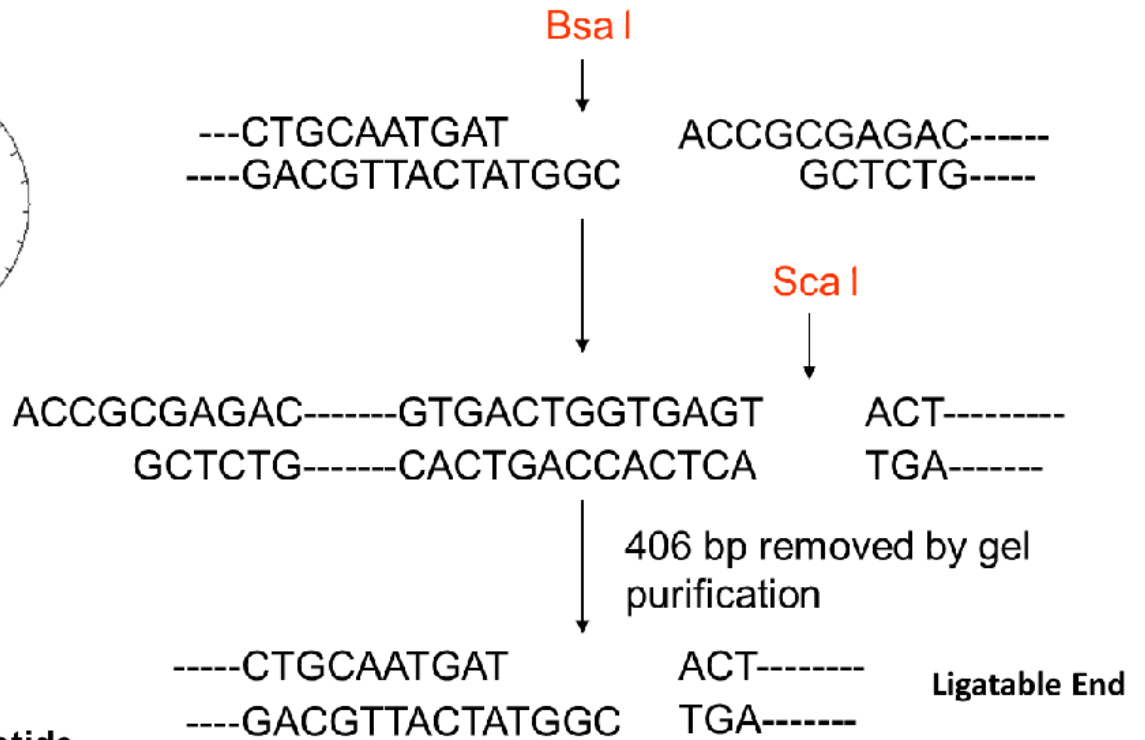 Bsa I
---CTGCAATGAT ACCGCGAGAC------
----GACGTTACTATGGC GCTCTG-----
Sca I
ACCGCGAGAC-------GTGACTGGTGAGT ACT---------
GCTCTG-------CACTGACCACTCA TGA-------
406 bp removed by gel
purification
-----CTGCAATGAT ACT--------
Ligatable End
----GACGTTACTATGGC TGA-------